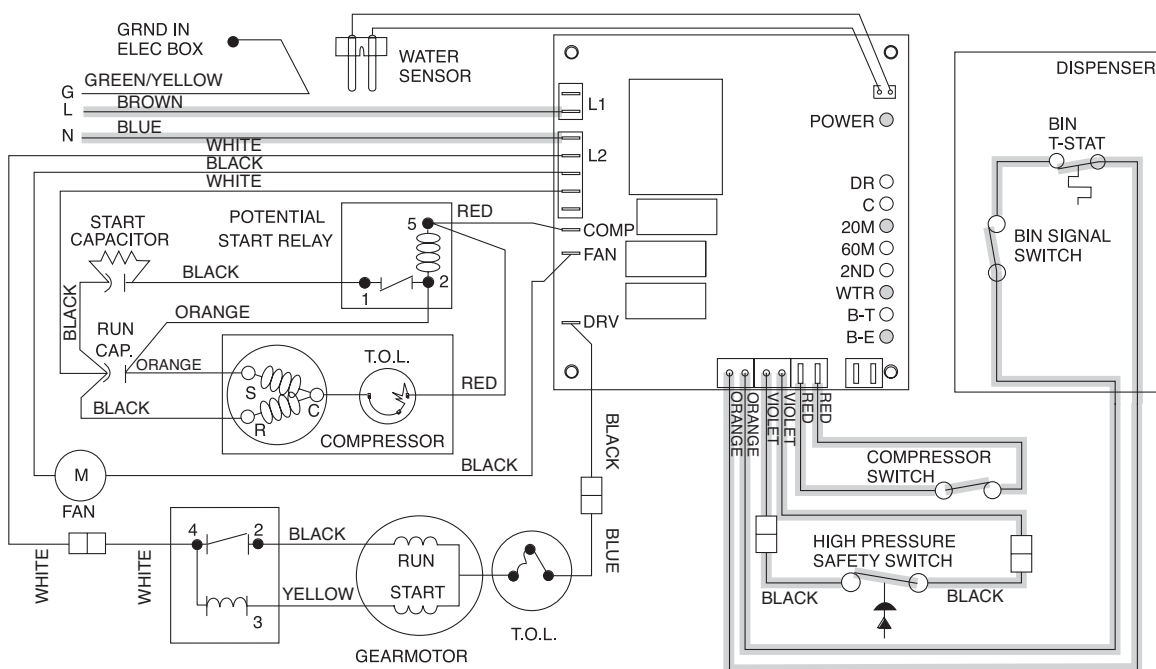 GRND IN
ELEC BOX
WATER
SENSOR
DISPENSER
G
GREEN/YELLOW
L
BROWN
L1
N
BLUE
WHITE
L2
BLACK
WHITE
POWER
BIN
T-STAT
DR
C
20M
60M
2ND
WTR
B-T
B-E
BIN SIGNAL
SWITCH
START
CAPACITOR
POTENTIAL
START RELAY
5
RED
COMP
FAN
BLACK
1
2
ORANGE
BLACK
RUN
CAP.
ORANGE
T.O.L.
DRV
S
C
RED
R
BLACK
COMPRESSOR
ORANGE
ORANGE
VIOLET
VIOLET
RED
RED
BLACK
M
FAN
BLACK
COMPRESSOR
SWITCH
4
2
BLACK
RUN
BLUE
HIGH PRESSURE
SAFETY SWITCH
WHITE
WHITE
YELLOW
START
3
BLACK
BLACK
T.O.L.
GEARMOTOR